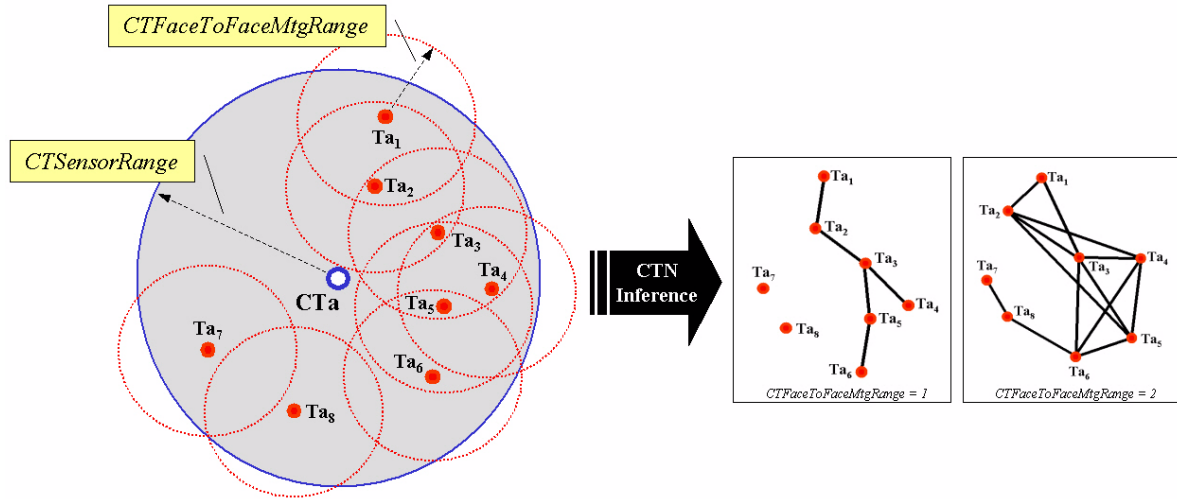 CTFaceToFaceMtgRange
CTSensorRange
Ta1
Ta2
Ta3
Ta4
CTa
Ta5
Ta7
Ta6
Ta8
CTN
Inference
Ta1
Ta2
Ta3
Ta7
Ta4
Ta5
Ta8
Ta6
CTFaceToFaceMtgRange = 1
Ta1
Ta2
Ta3
Ta4
Ta7
Ta8
Ta5
Ta6
CTFaceToFaceMtgRange = 2